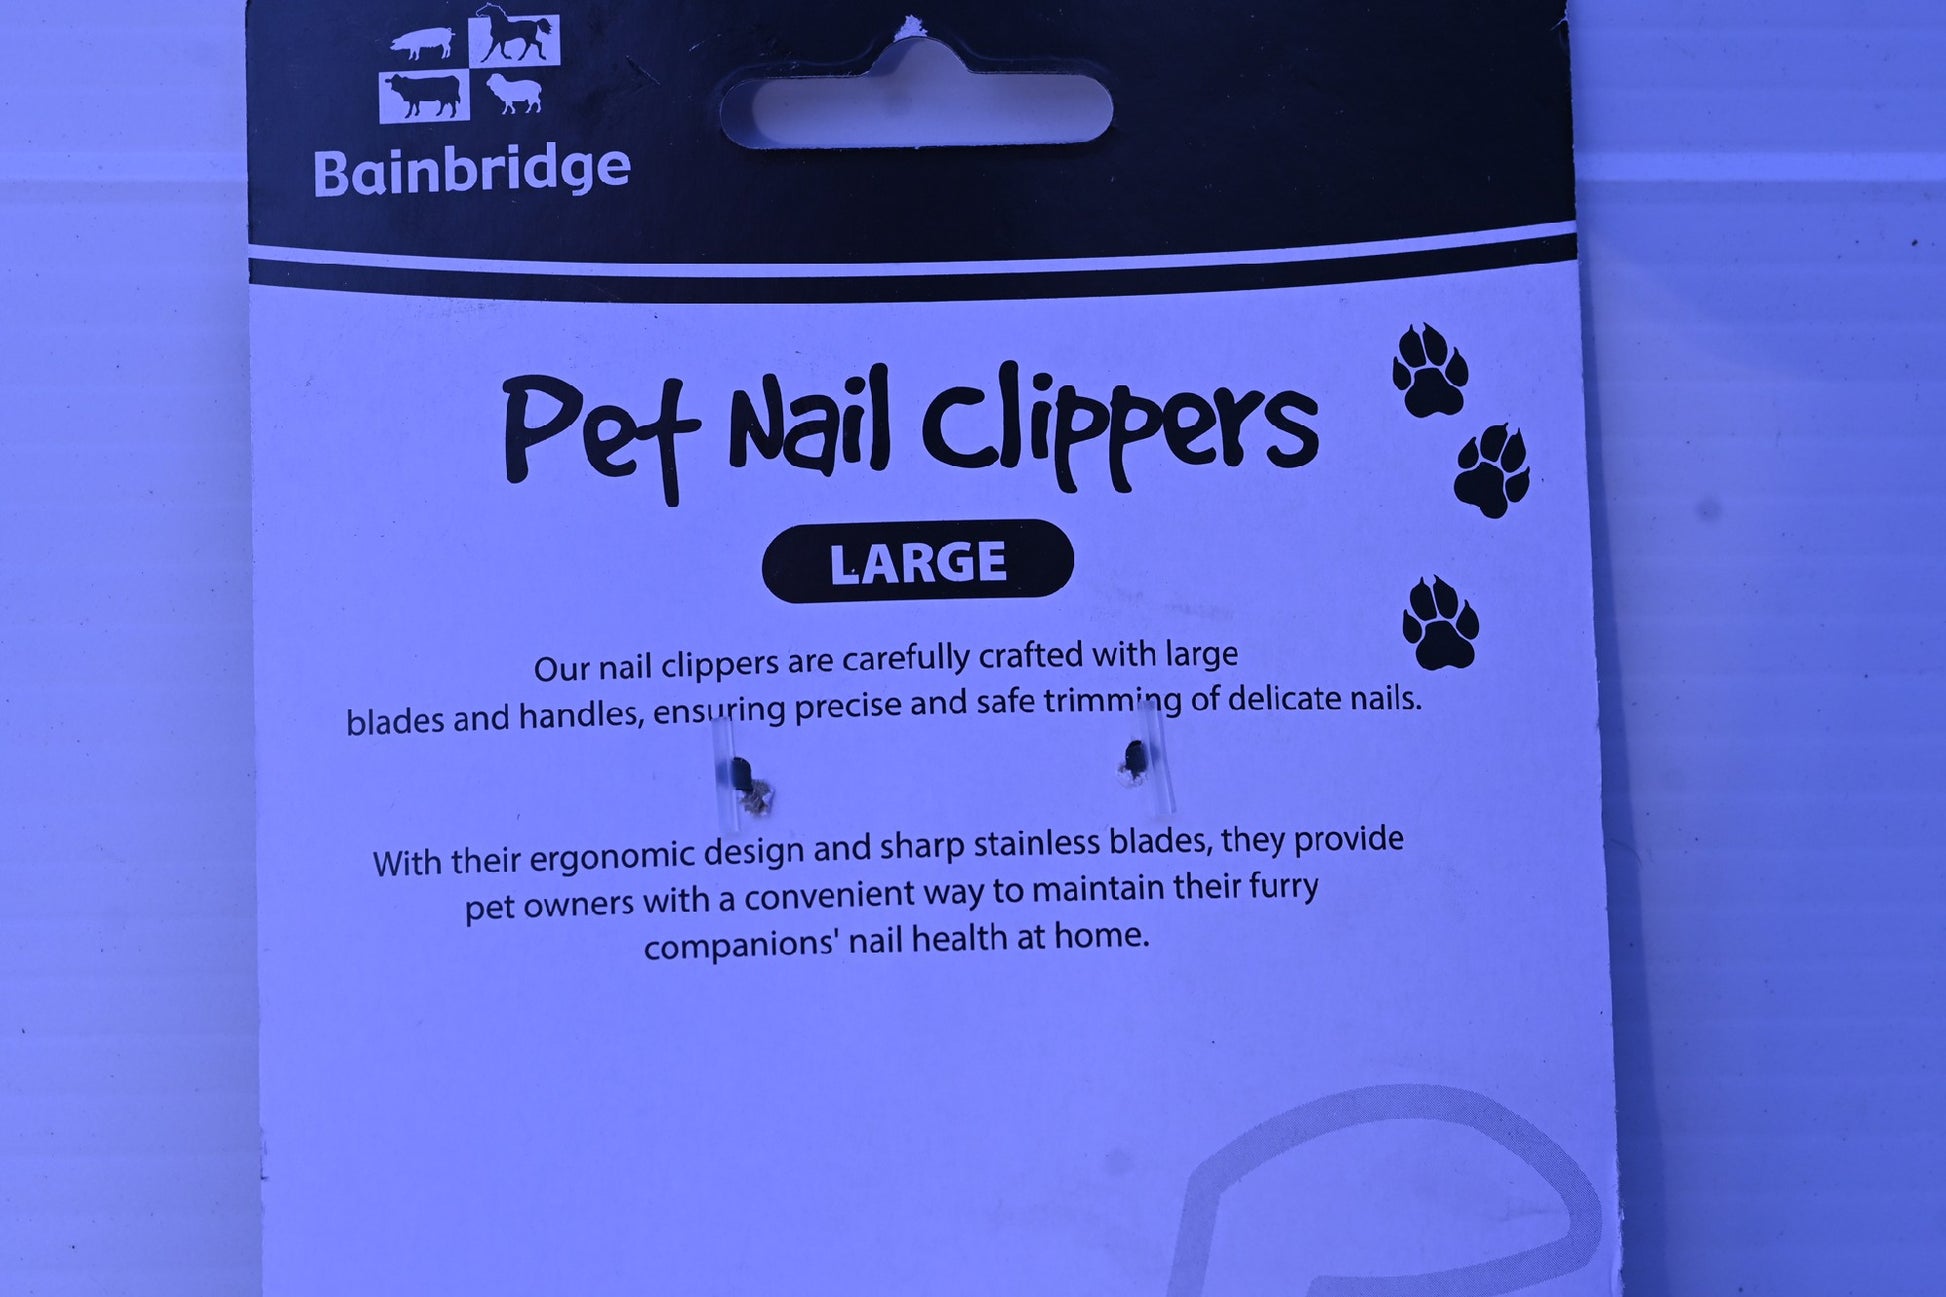 Bainbridge
Pet Nail Clippers
LARGE
Our nail clippers are carefully crafted with large
blades and handles, ensuring precise and safe trimming of delicate nails.
With their ergonomic design and sharp stainless blades, they provide
pet owners with a convenient way to maintain their furry
companions' nail health at home.